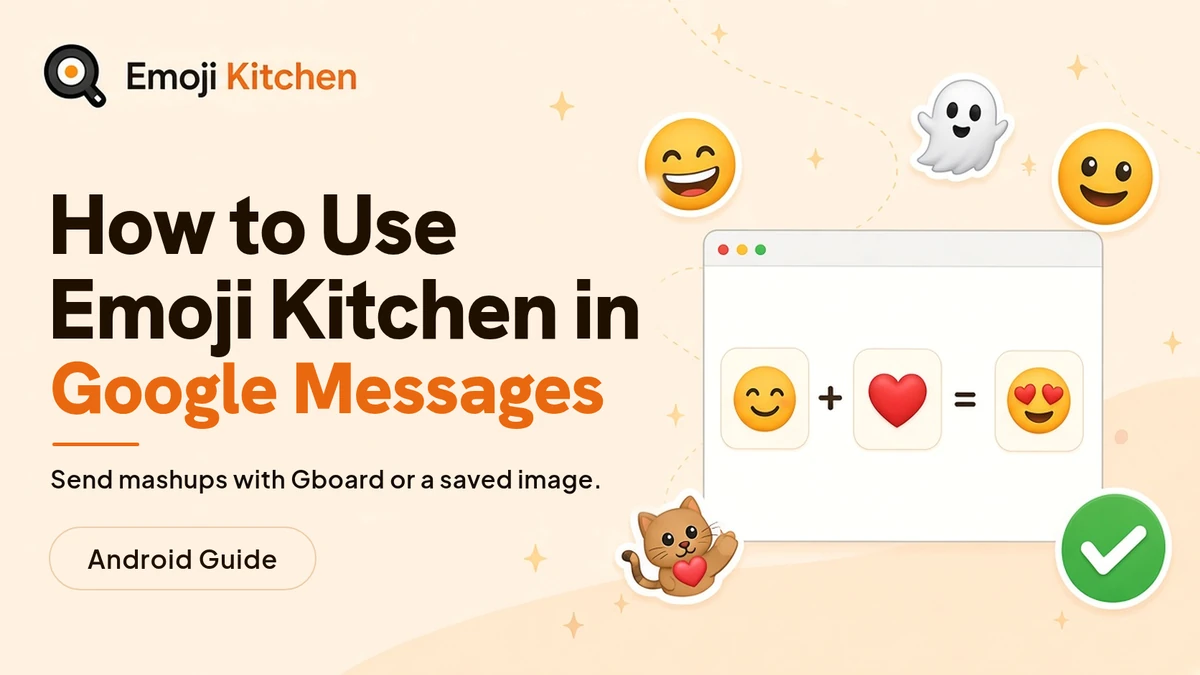 Emoji Kitchen
How to Use
Emoji Kitchen in
Google Messages
Send mashups with Gboard or a saved image.
Android Guide
+ =